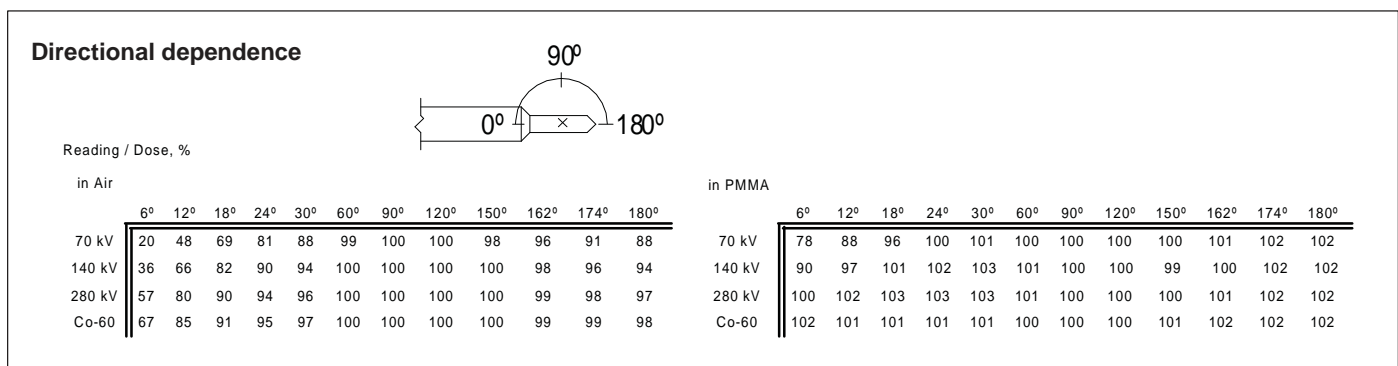 Directional dependence
90º
0º 180º
Reading / Dose, %
in Air
6º 12º 18º 24º 30º 60º 90º 120º 150º 162º 174º 180º
70 kV 20 48 69 81 88 99 100 100 98 96 91 88
140 kV 36 66 82 90 94 100 100 100 100 98 96 94
280 kV 57 80 90 94 96 100 100 100 100 99 98 97
Co-60 67 85 91 95 97 100 100 100 100 99 99 98
in PMMA
6º 12º 18º 24º 30º 60º 90º 120º 150º 162º 174º 180º
70 kV 78 88 96 100 101 100 100 100 100 101 102 102
140 kV 90 97 101 102 103 101 100 100 99 100 102 102
280 kV 100 102 103 103 103 101 100 100 100 101 102 102
Co-60 102 101 101 101 101 100 100 100 101 102 102 102